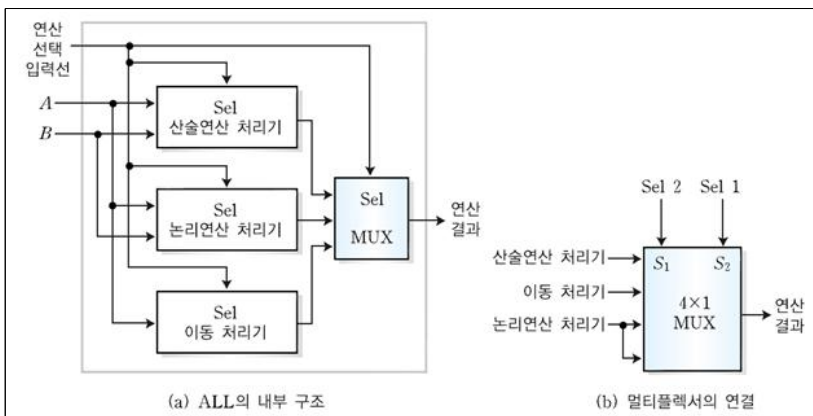 연산
선택
입력선
A
B
Sel
산술연산 처리기
Sel
논리연산 처리기
Sel
이동 처리기
Sel
MUX
연산
결과
(a) ALL의 내부 구조
Sel 2 Sel 1
산술연산 처리기
이동 처리기
논리연산 처리기
S₁ S₂
4×1
MUX
연산
결과
(b) 멀티플렉서의 연결